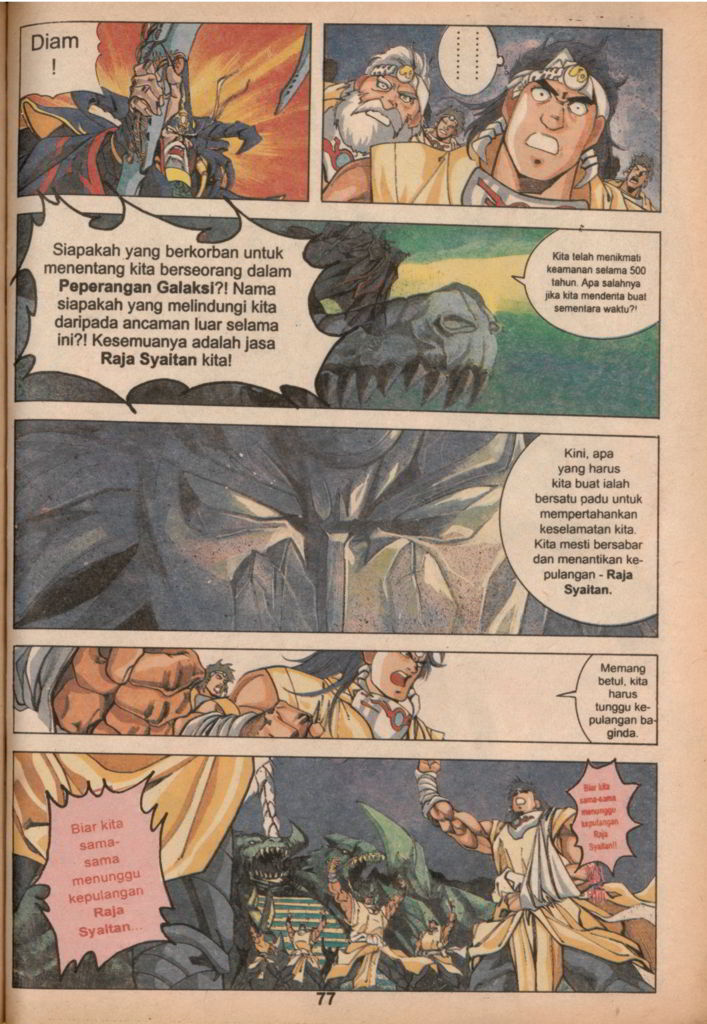 Diam
!
Siapakah yang berkorban untuk
menentang kita berseorang dalam
Peperangan Galaksi?! Nama
siapakah yang melindungi kita
daripada ancaman luar selama
ini?! Kesemuanya adalah jasa
Raja Syaitan kita!
Kita telah menikmati
keamanan selama 500
tahun. Apa salahnya
jika kita menderita buat
sementara waktu?!
Kini, apa
yang harus
kita buat ialah
bersatu padu untuk
mempertahankan
keselamatan kita.
Kita mesti bersabar
dan menantikan ke-
pulangan - Raja
Syaitan.
Memang
betul, kita
harus
tunggu ke-
pulangan ba-
ginda.
Biar kita
sama-
sama
menunggu
kepulangan
Raja
Syaitan...
Biar kita
sama-sama
menunggu
kepulangan
Raja
Syaitan!!
77